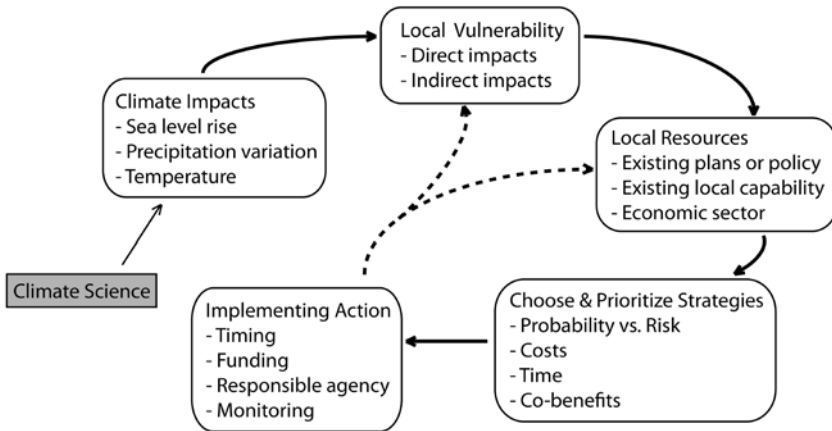 Local Vulnerability
- Direct impacts
- Indirect impacts
Climate Impacts
- Sea level rise
- Precipitation variation
- Temperature
Local Resources
- Existing plans or policy
- Existing local capability
- Economic sector
Climate Science
Implementing Action
- Timing
- Funding
- Responsible agency
- Monitoring
Choose & Prioritize Strategies
- Probability vs. Risk
- Costs
- Time
- Co-benefits